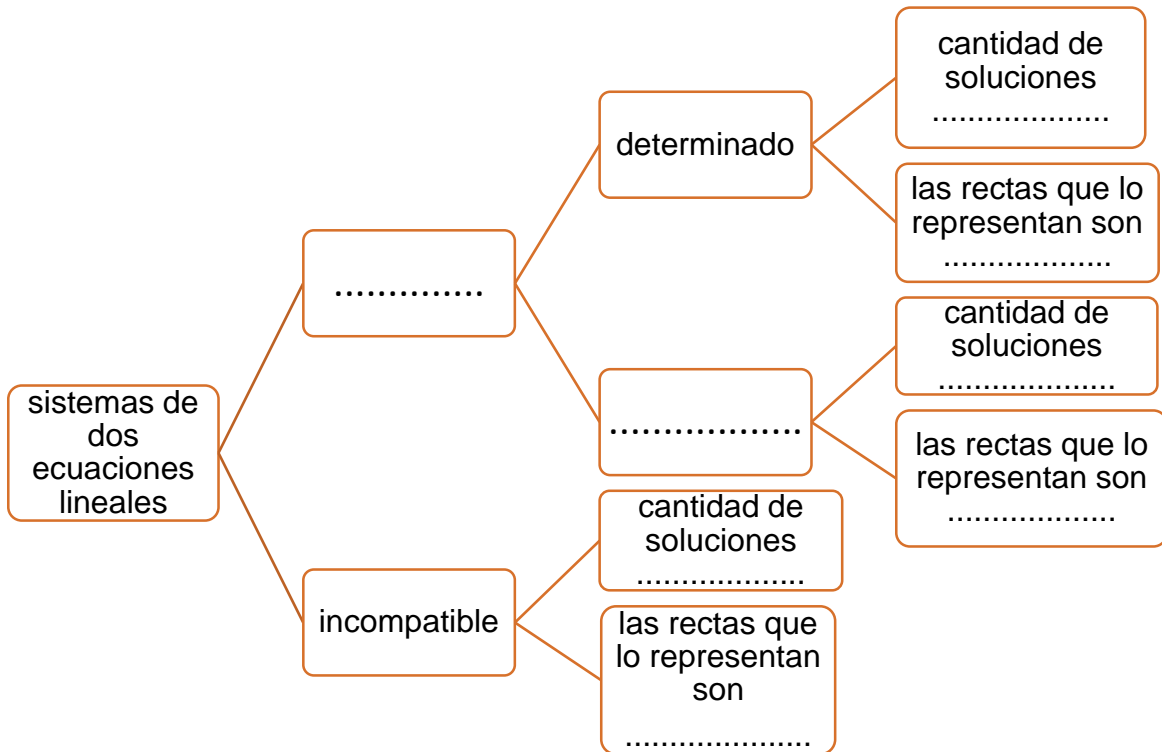 cantidad de
soluciones
.....................
determinado
las rectas que lo
representan son
...................
..............
cantidad de
soluciones
....................
sistemas de
dos
ecuaciones
lineales
..................
las rectas que lo
representan son
...................
cantidad de
soluciones
...................
incompatible
las rectas que
lo representan
son
.....................